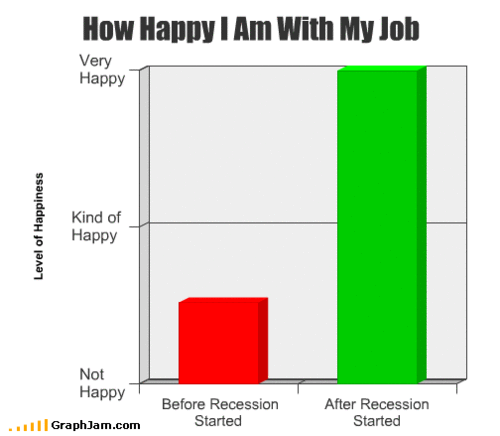 How Happy I Am With My Job
Very
Happy
Kind of
Happy
Not
Happy
Level of Happiness
Before Recession
Started
After Recession
Started
GraphJam.com